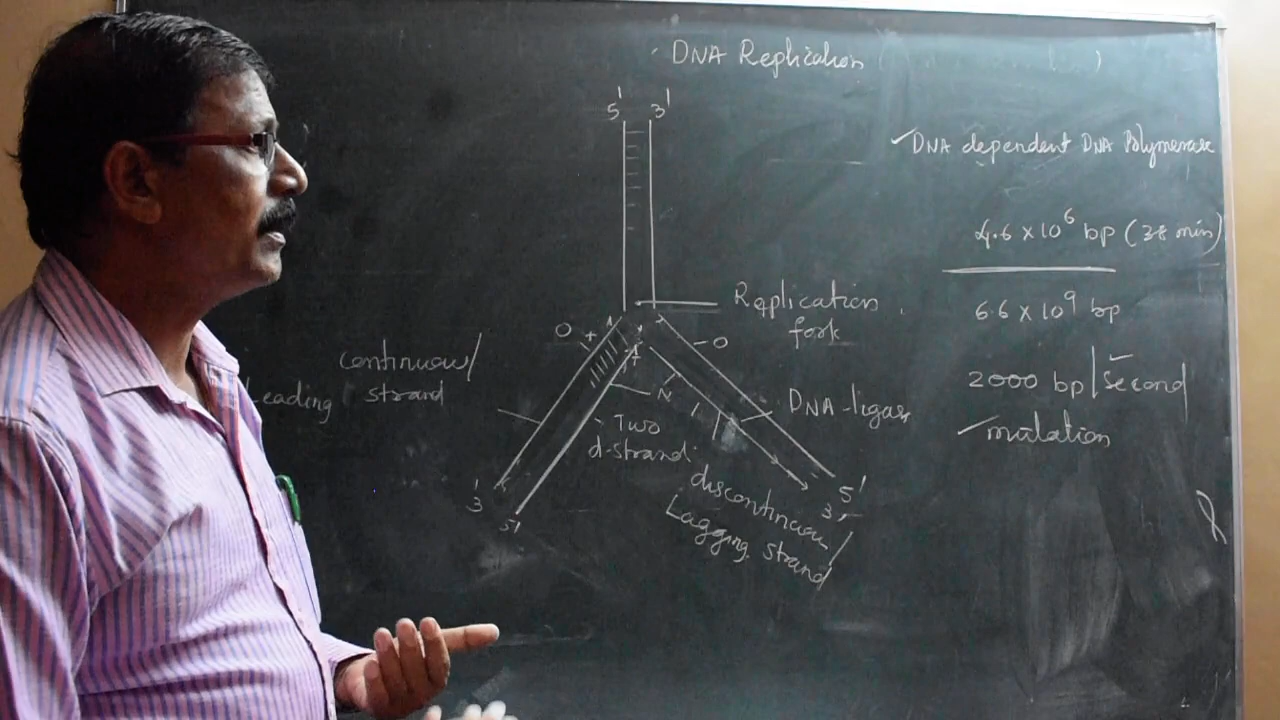 DNA Replication
5' 3'
DNA dependent DNA Polymerase
4.6 x 10⁶ bp (38 min)
6.6 x 10⁹ bp
2000 bp/Second
mutation
Replication
fork
O
O
continuous/
Leading strand
N
DNA-ligase
Two
d-strand
discontinuous
Lagging strand
3'
5'
5'
3'